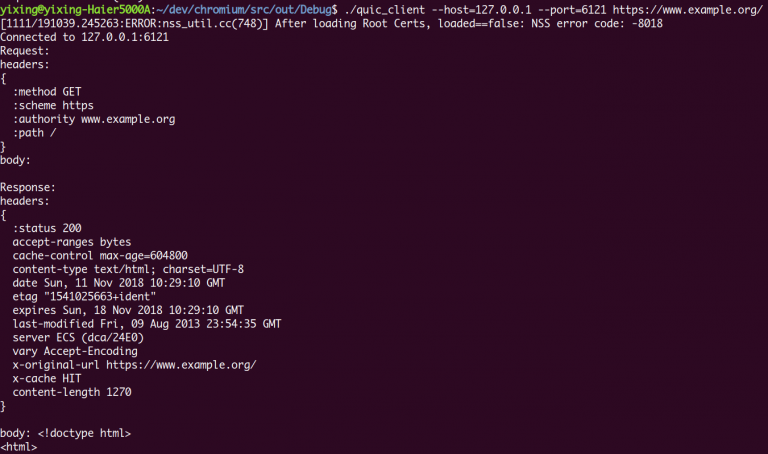 yixing@yixing-Haier5000A:~/dev/chromium/src/out/Debug$ ./quic_client --host=127.0.0.1 --port=6121 https://www.example.org/
[1111/191039.245263:ERROR:nss_util.cc(748)] After loading Root Certs, loaded==false: NSS error code: -8018
Connected to 127.0.0.1:6121
Request:
headers:
{
  :method GET
  :scheme https
  :authority www.example.org
  :path /
}
body:

Response:
headers:
{
  :status 200
  accept-ranges bytes
  cache-control max-age=604800
  content-type text/html; charset=UTF-8
  date Sun, 11 Nov 2018 10:29:10 GMT
  etag "1541025663+ident"
  expires Sun, 18 Nov 2018 10:29:10 GMT
  last-modified Fri, 09 Aug 2013 23:54:35 GMT
  server ECS (dca/24E0)
  vary Accept-Encoding
  x-original-url https://www.example.org/
  x-cache HIT
  content-length 1270
}

body: <!doctype html>
<html>